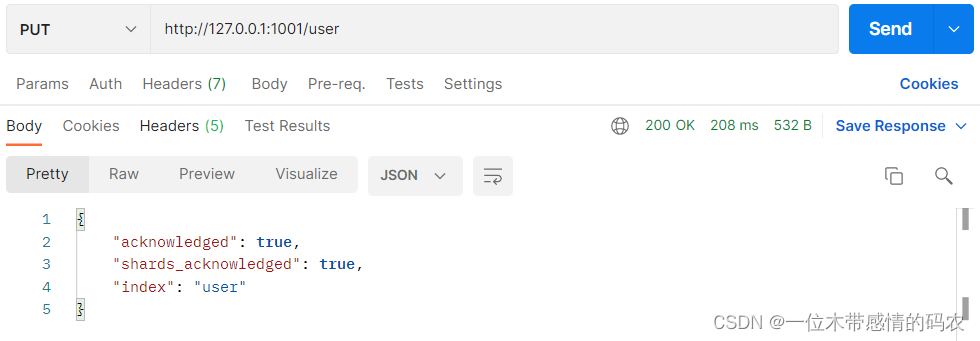 PUT http://127.0.0.1:1001/user Send
Params Auth Headers (7) Body Pre-req. Tests Settings Cookies
Body Cookies Headers (5) Test Results 200 OK 208 ms 532 B Save Response
Pretty Raw Preview Visualize JSON
1 {
2 "acknowledged": true,
3 "shards_acknowledged": true,
4 "index": "user"
5 }
CSDN @一位木带感情的码农